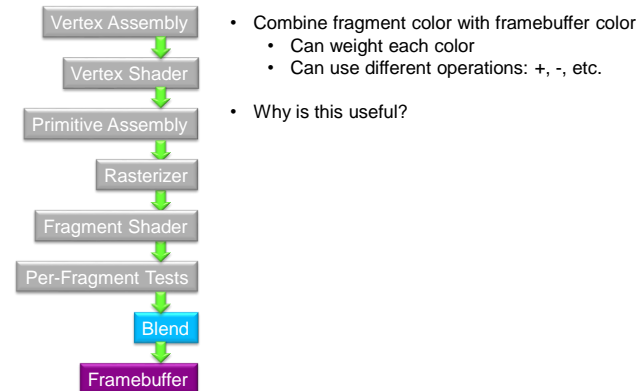 Vertex Assembly
Vertex Shader
Primitive Assembly
Rasterizer
Fragment Shader
Per-Fragment Tests
Blend
Framebuffer
• Combine fragment color with framebuffer color
• Can weight each color
• Can use different operations: +, -, etc.
• Why is this useful?